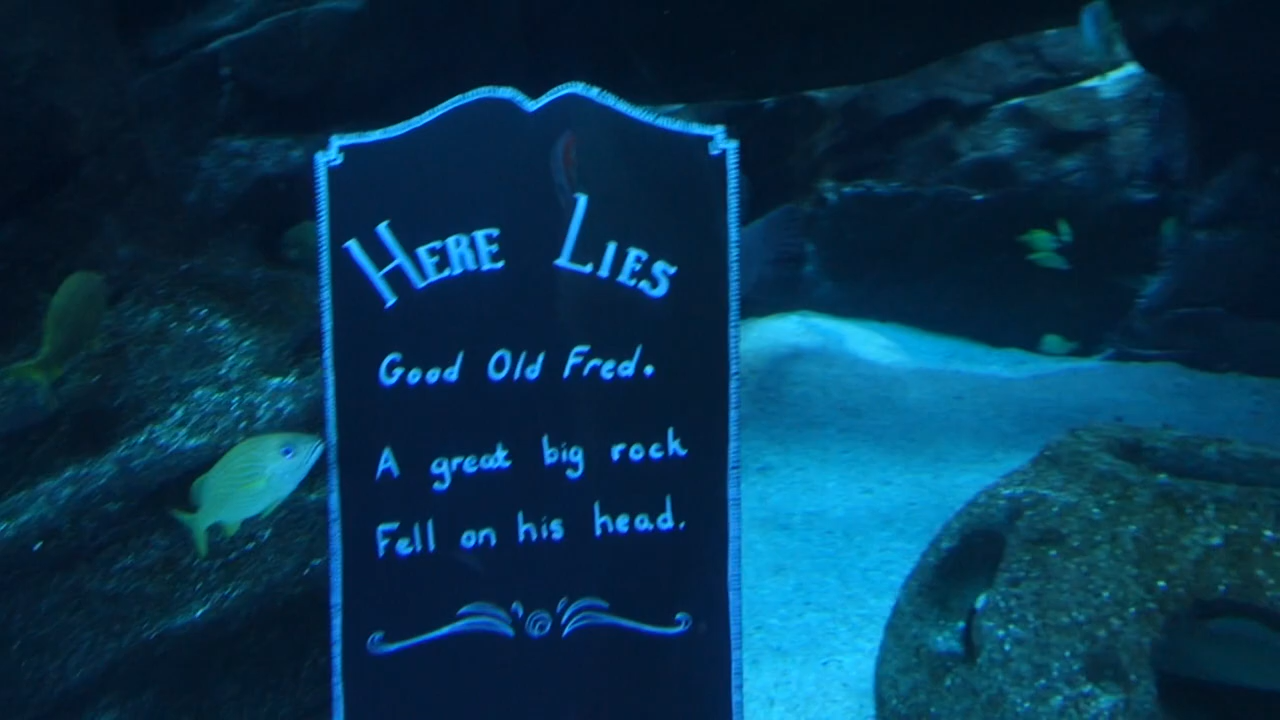 HERE LIES
Good Old Fred.
A great big rock
Fell on his head.